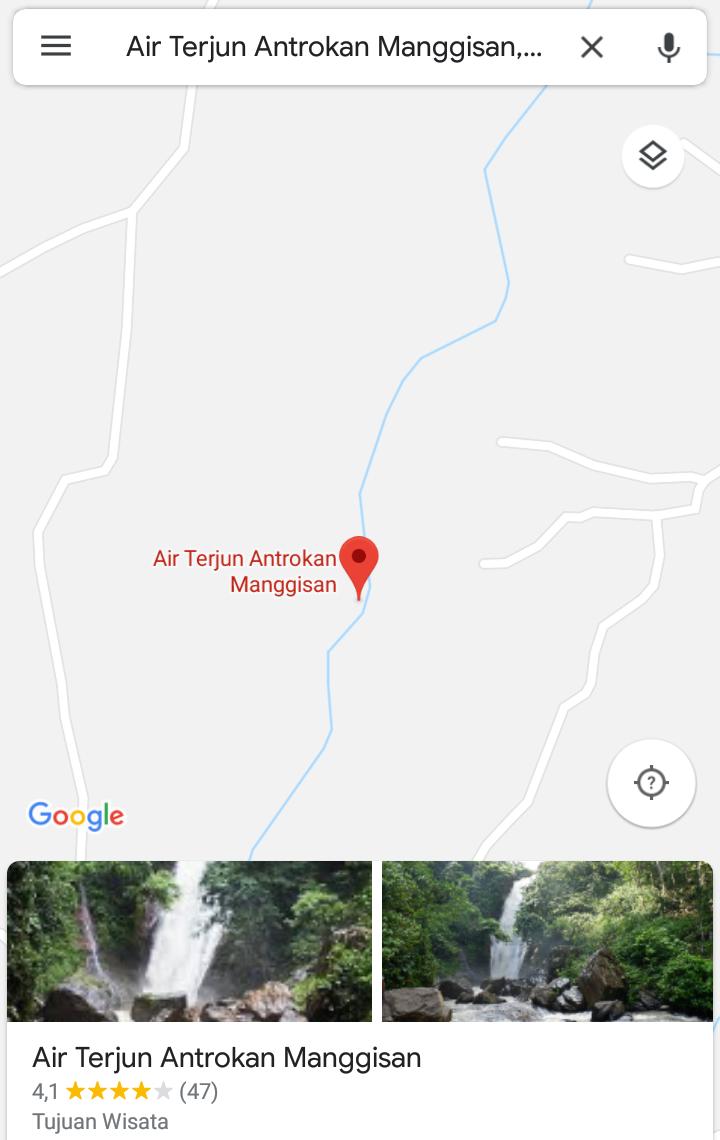 Air Terjun Antrokan Manggisan,...
Air Terjun Antrokan
Manggisan
?
Google
Air Terjun Antrokan Manggisan
4,1 (47)
Tujuan Wisata